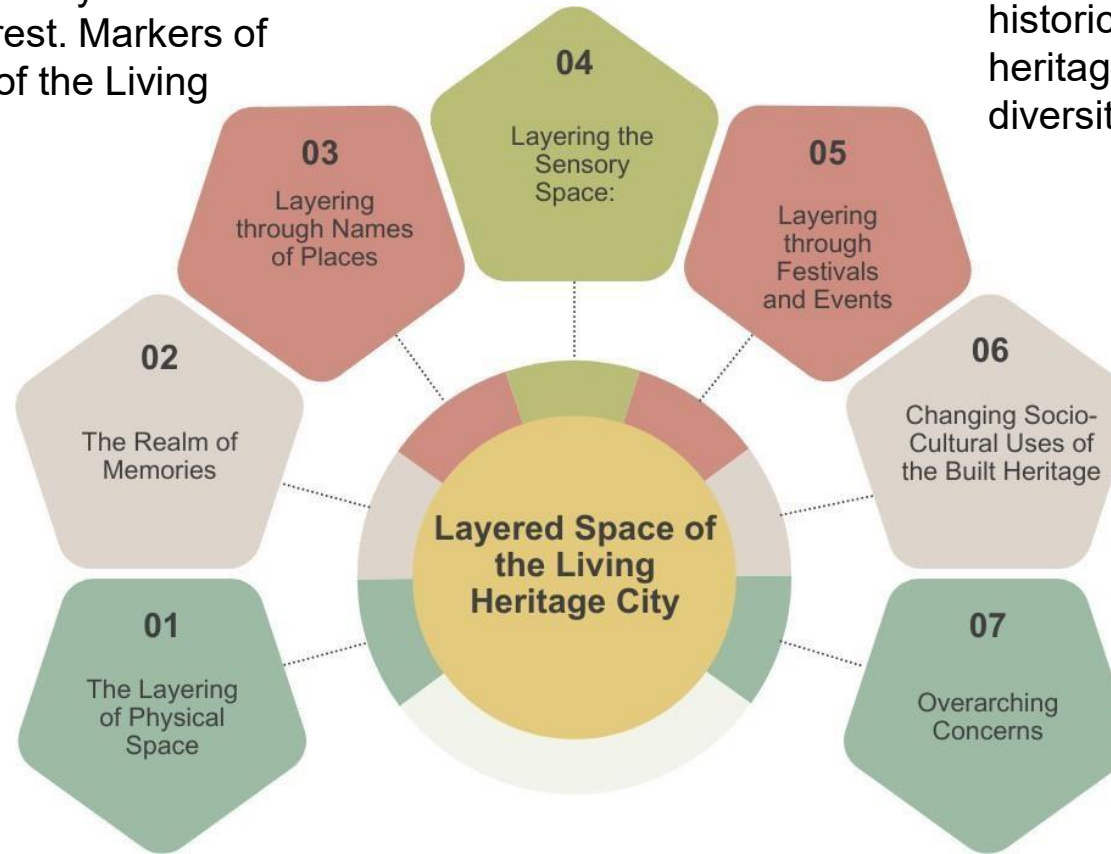 rest. Markers of
of the Living
historic
heritag
diversit
04
Layering the
Sensory
Space:
03
Layering
through Names
of Places
05
Layering
through
Festivals
and Events
02
The Realm of
Memories
06
Changing Socio-
Cultural Uses of
the Built Heritage
Layered Space of
the Living
Heritage City
01
The Layering
of Physical
Space
07
Overarching
Concerns